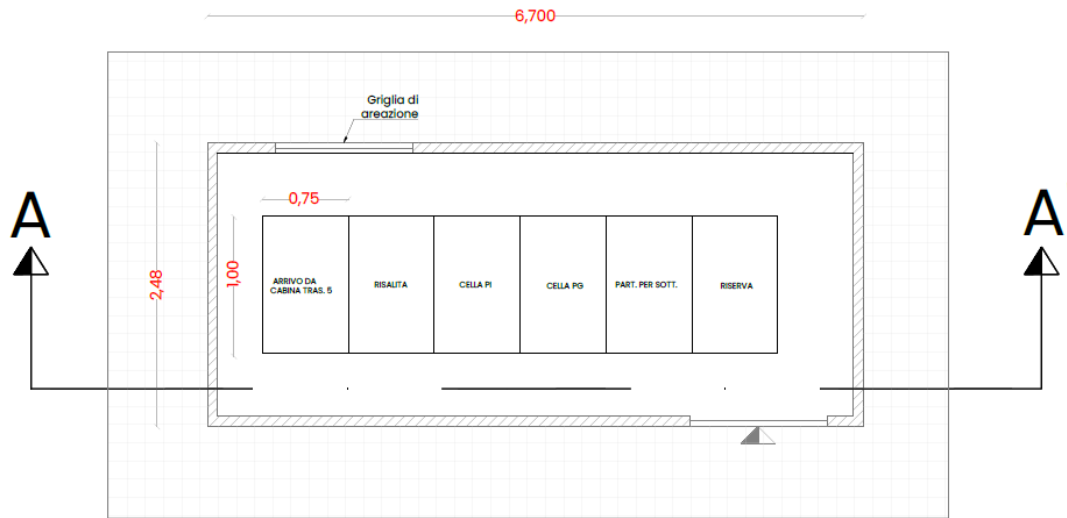 6,700
Griglia di
areazione
0,75
A
A
2,48
1,00
ARRIVO DA
CABINA TRAS. 5
RISALITA
CELLA PI
CELLA PG
PART. PER SOTT.
RISERVA